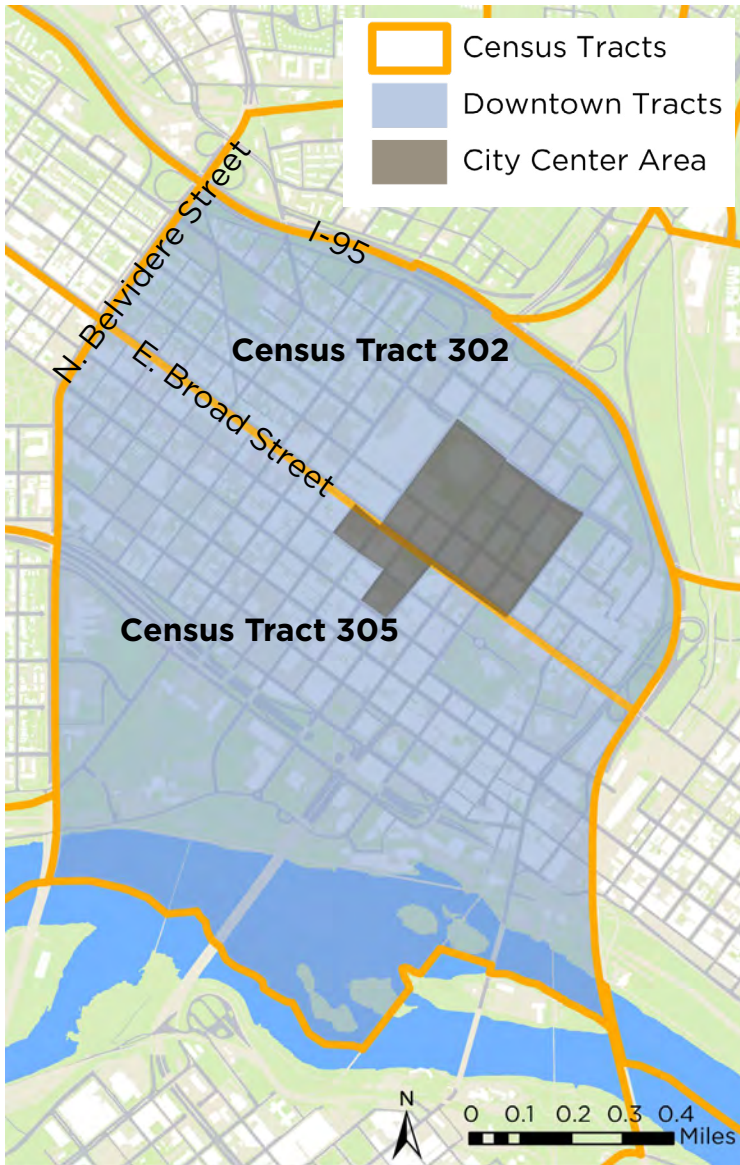 Census Tracts
Downtown Tracts
City Center Area
N. Belvidere Street
I-95
Census Tract 302
E. Broad Street
Census Tract 305
N
0 0.1 0.2 0.3 0.4
Miles